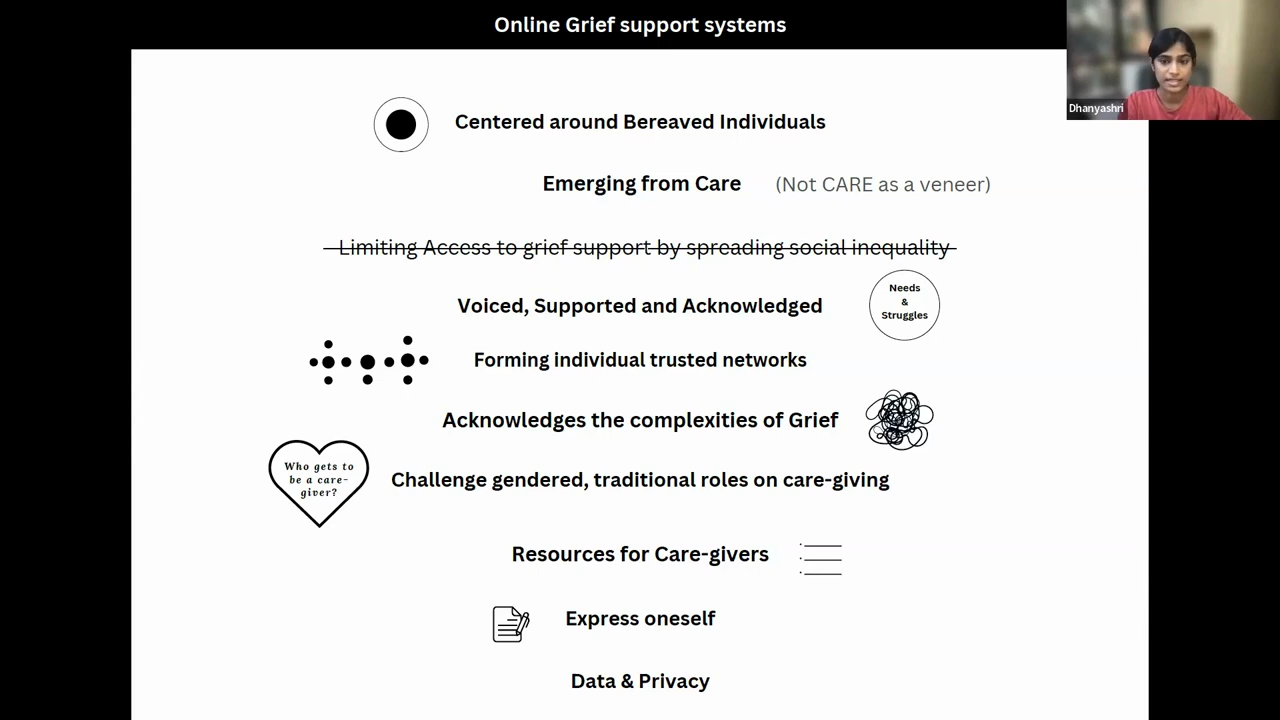 Online Grief support systems
Dhanyashri
Centered around Bereaved Individuals
Emerging from Care (Not CARE as a veneer)
Limiting Access to grief support by spreading social inequality
Voiced, Supported and Acknowledged
Needs
&
Struggles
Forming individual trusted networks
Acknowledges the complexities of Grief
Who gets to
be a care-
giver?
Challenge gendered, traditional roles on care-giving
Resources for Care-givers
Express oneself
Data & Privacy